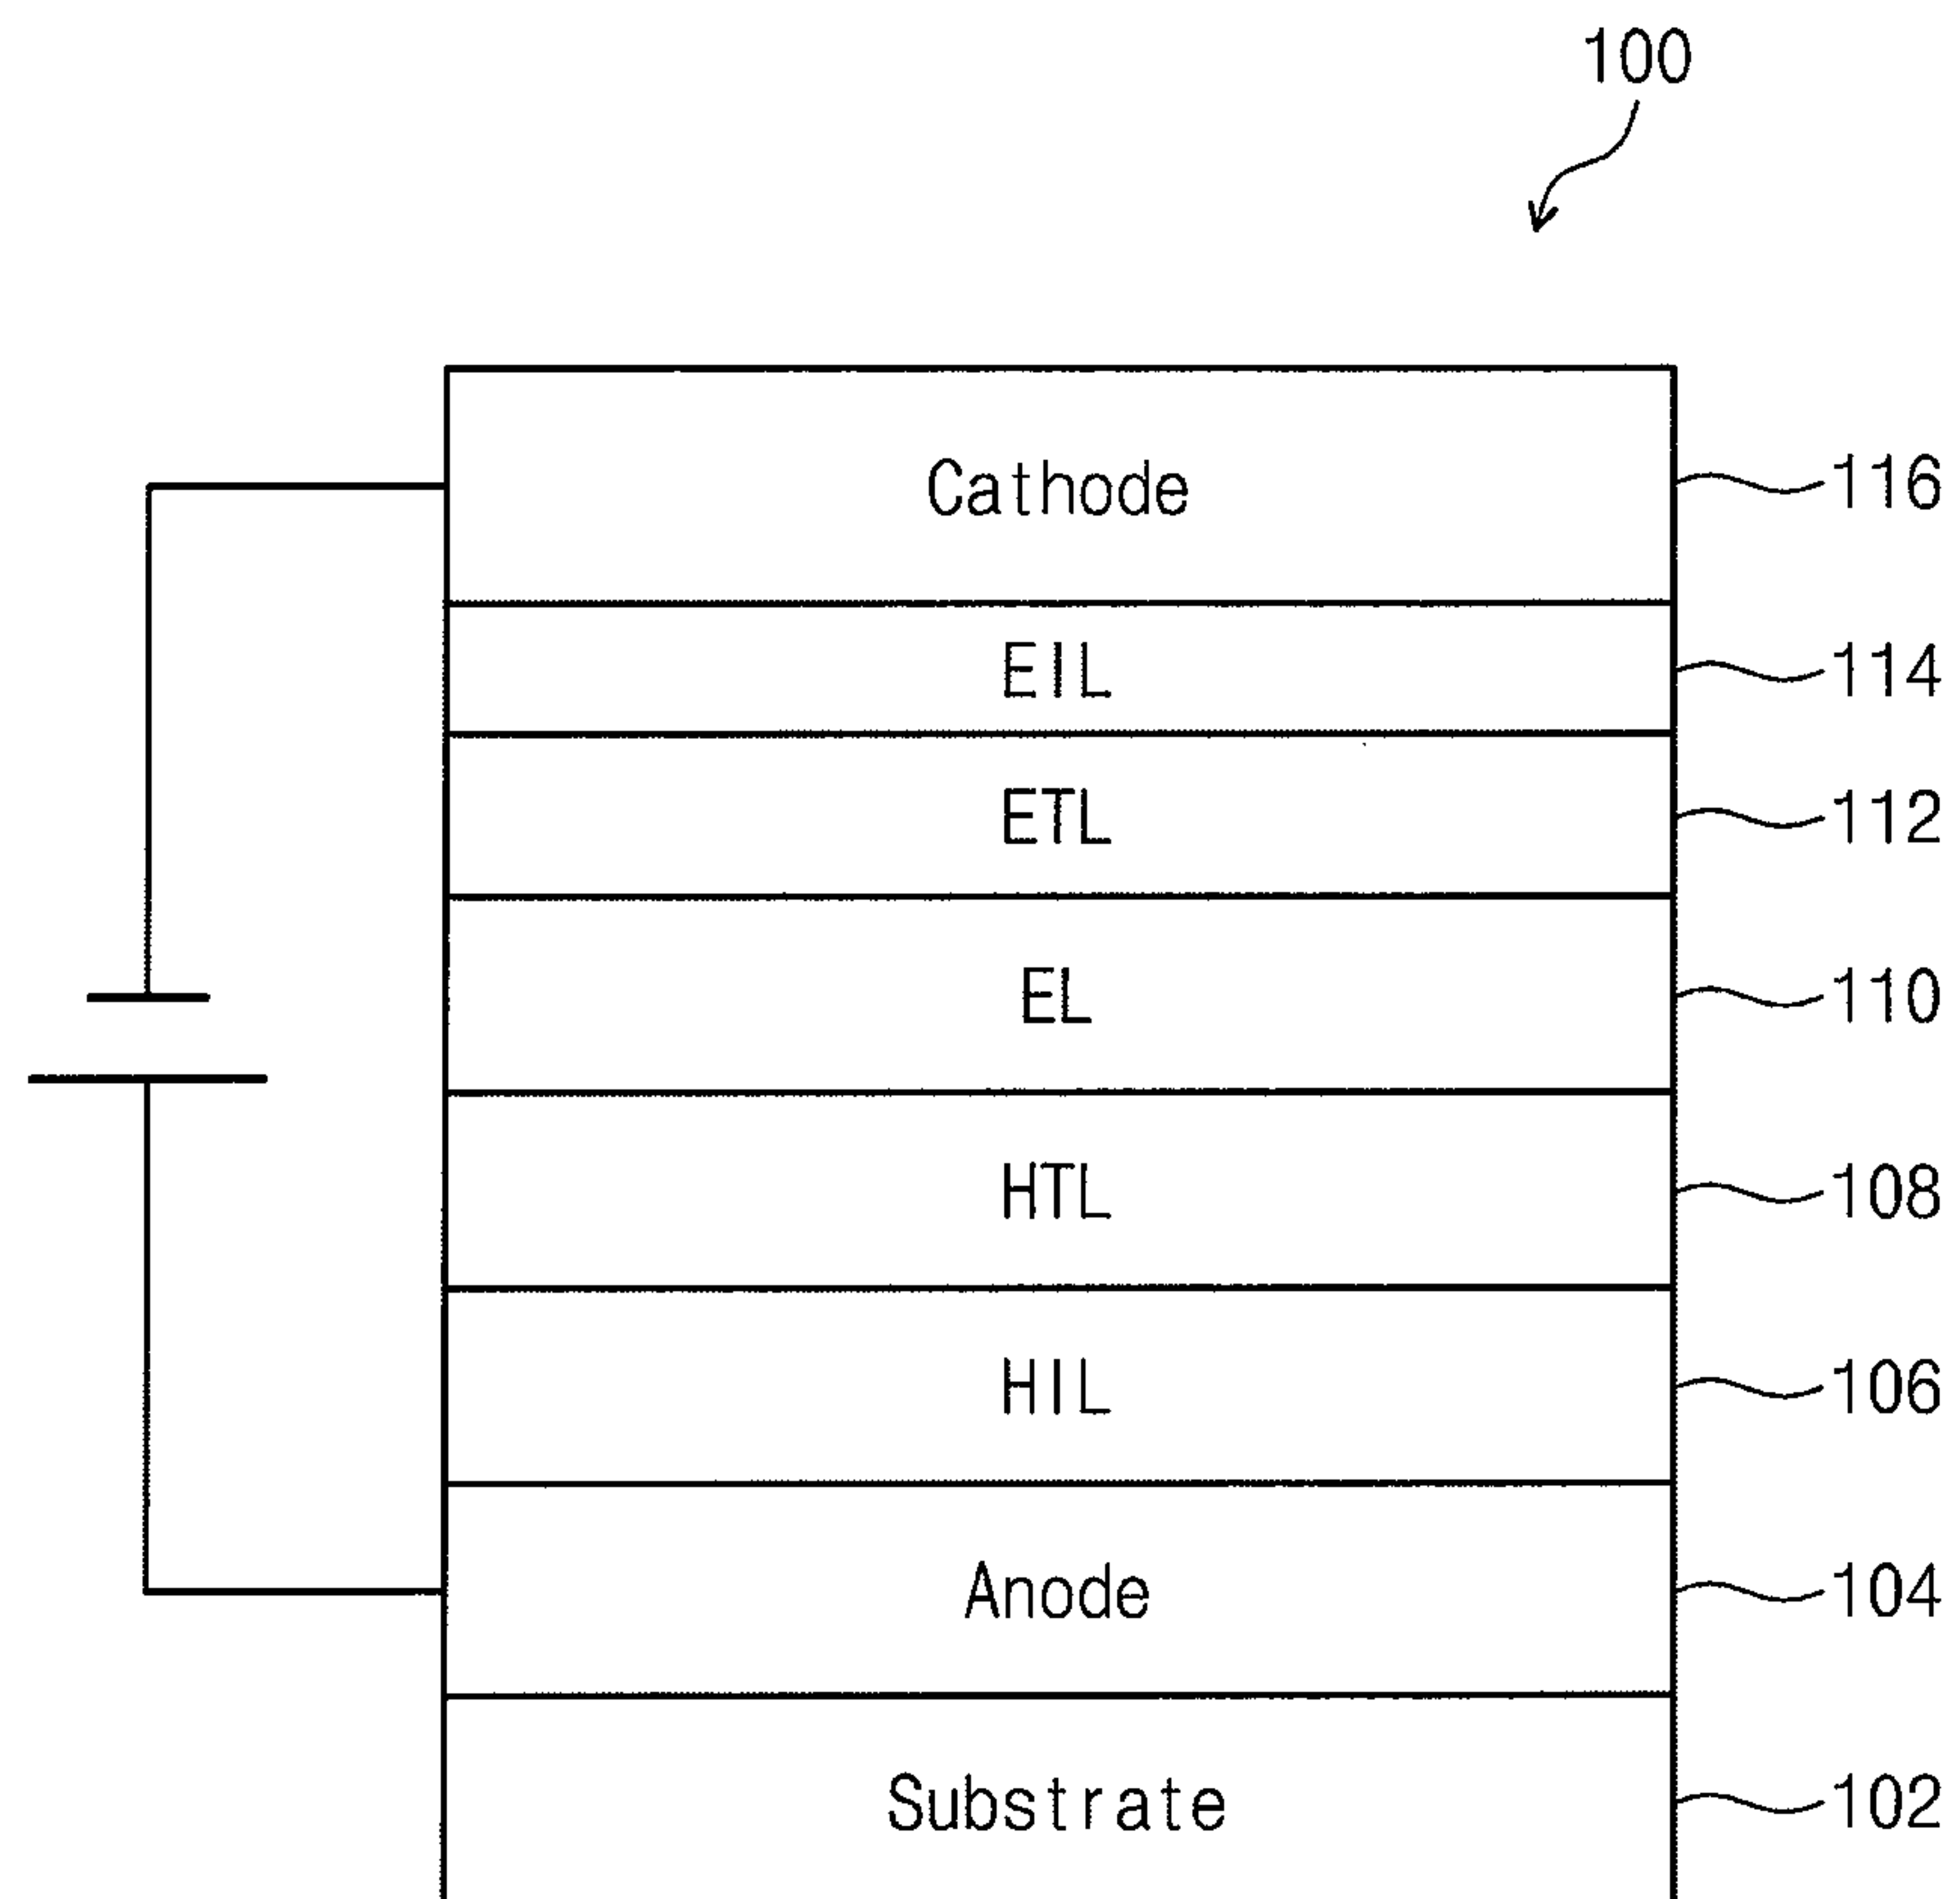 100
Cathode 116
EIL 114
ETL 112
EL 110
HTL 108
HIL 106
Anode 104
Substrate 102